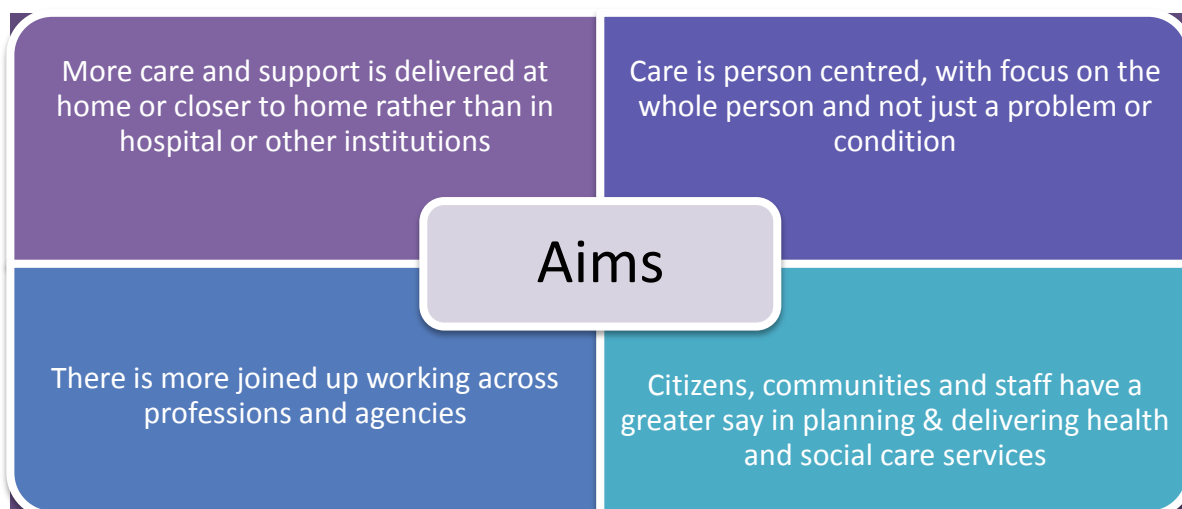 More care and support is delivered at
home or closer to home rather than in
hospital or other institutions
Care is person centred, with focus on the
whole person and not just a problem or
condition
Aims
There is more joined up working across
professions and agencies
Citizens, communities and staff have a
greater say in planning & delivering health
and social care services